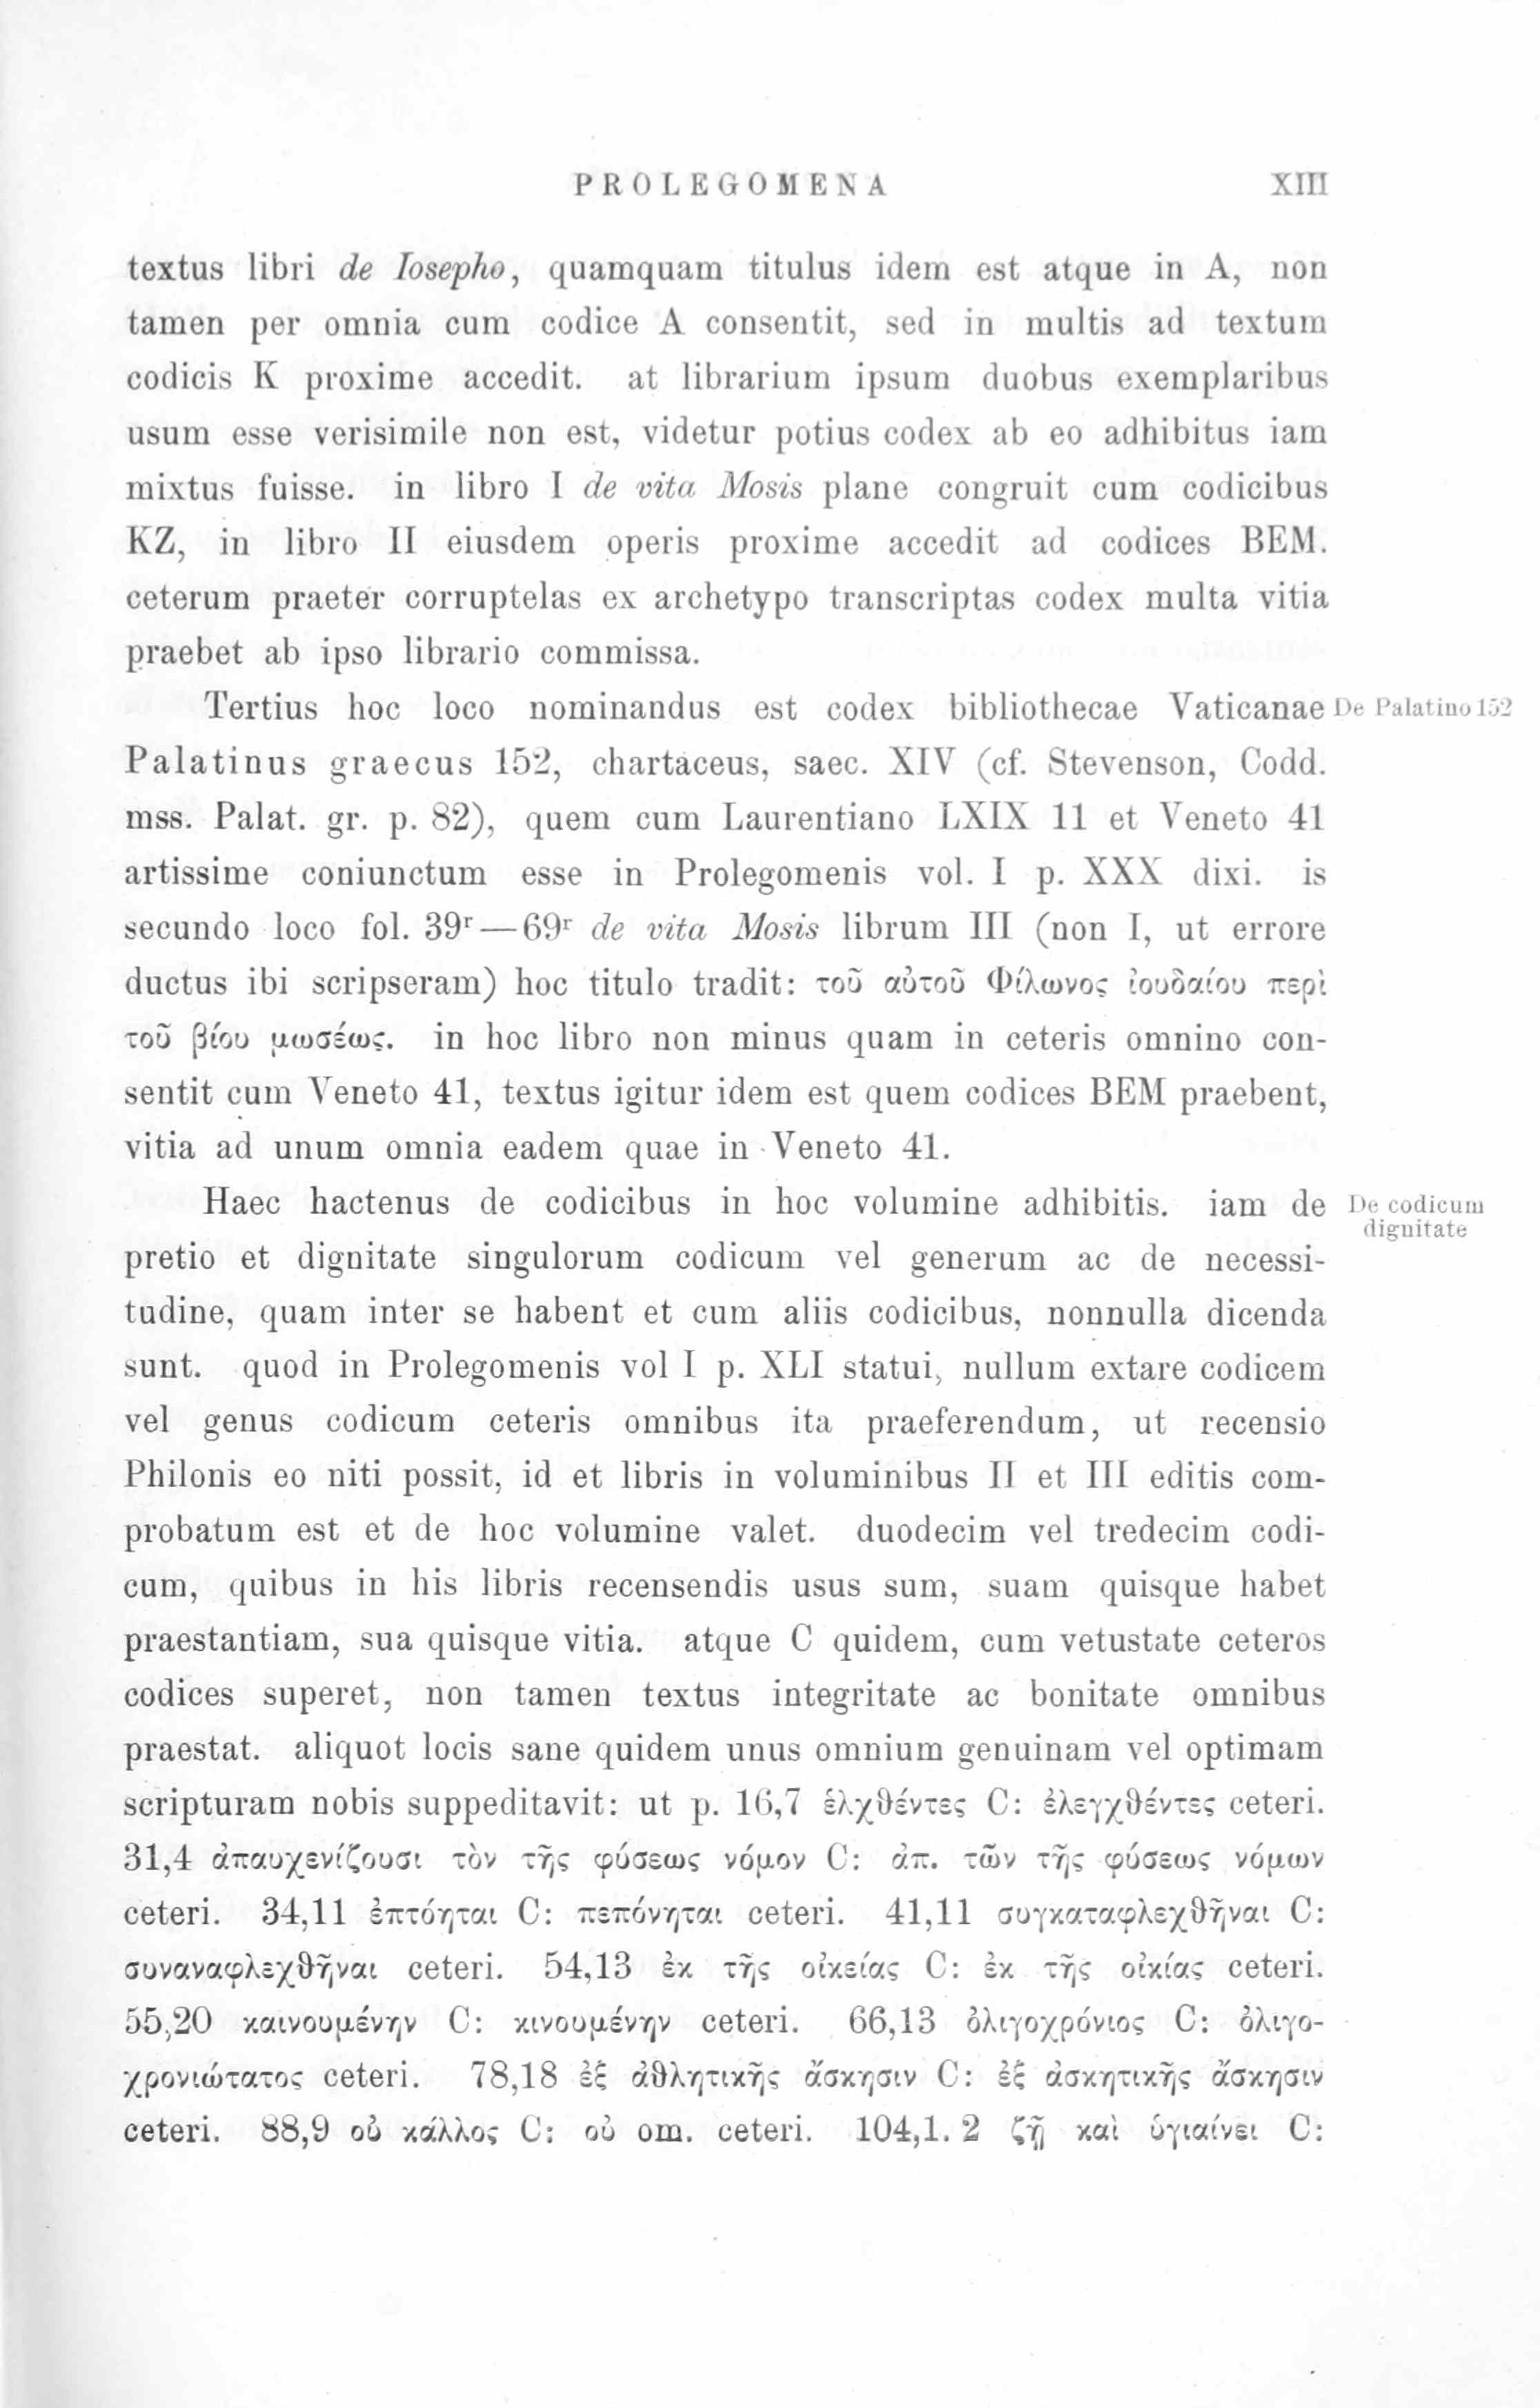 PROLEGOMENA XIII
textus libri de Iosepho, quamquam titulus idem est atque in A, non
tamen per omnia cum codice A consentit, sed in multis ad textum
codicis K proxime accedit. at librarium ipsum duobus exemplaribus
usum esse verisimile non est, videtur potius codex ab eo adhibitus iam
mixtus fuisse. in libro I de vita Mosis plane congruit cum codicibus
KZ, in libro II eiusdem operis proxime accedit ad codices BEM.
ceterum praeter corruptelas ex archetypo transcriptas codex multa vitia
praebet ab ipso librario commissa.
Tertius hoc loco nominandus est codex bibliothecae Vaticanae De Palatino 152
Palatinus graecus 152, chartaceus, saec. XIV (cf. Stevenson, Codd.
mss. Palat. gr. p. 82), quem cum Laurentiano LXIX 11 et Veneto 41
artissime coniunctum esse in Prolegomenis vol. I p. XXX dixi. is
secundo loco fol. 39r—69r de vita Mosis librum III (non I, ut errore
ductus ibi scripseram) hoc titulo tradit: τοῦ αὐτοῦ Φίλωνος ἰουδαίου περὶ
τοῦ βίου μωσέως. in hoc libro non minus quam in ceteris omnino con-
sentit cum Veneto 41, textus igitur idem est quem codices BEM praebent,
vitia ad unum omnia eadem quae in Veneto 41.
Haec hactenus de codicibus in hoc volumine adhibitis. iam de De codicum
dignitate
pretio et dignitate singulorum codicum vel generum ac de necessi-
tudine, quam inter se habent et cum aliis codicibus, nonnulla dicenda
sunt. quod in Prolegomenis vol I p. XLI statui, nullum extare codicem
vel genus codicum ceteris omnibus ita praeferendum, ut recensio
Philonis eo niti possit, id et libris in voluminibus II et III editis com-
probatum est et de hoc volumine valet. duodecim vel tredecim codi-
cum, quibus in his libris recensendis usus sum, suam quisque habet
praestantiam, sua quisque vitia. atque C quidem, cum vetustate ceteros
codices superet, non tamen textus integritate ac bonitate omnibus
praestat. aliquot locis sane quidem unus omnium genuinam vel optimam
scripturam nobis suppeditavit: ut p. 16,7 ἑλχθέντες C: ἐλεγχθέντες ceteri.
31,4 ἀπαυχενίζουσι τὸν τῆς φύσεως νόμον C: ἀπ. τῶν τῆς φύσεως νόμων
ceteri. 34,11 ἐπτόηται C: πεπόνηται ceteri. 41,11 συγκαταφλεχθῆναι C:
συναναφλεχθῆναι ceteri. 54,13 ἐκ τῆς οἰκείας C: ἐκ τῆς οἰκίας ceteri.
55,20 καινουμένην C: κινουμένην ceteri. 66,13 ὀλιγοχρόνιος C: ὀλιγο-
χρονιώτατος ceteri. 78,18 ἐξ ἀθλητικῆς ἄσκησιν C: ἐξ ἀσκητικῆς ἄσκησιν
ceteri. 88,9 οὐ κάλλος C: οὐ om. ceteri. 104,1. 2 ζῇ καὶ ὑγιαίνει C: